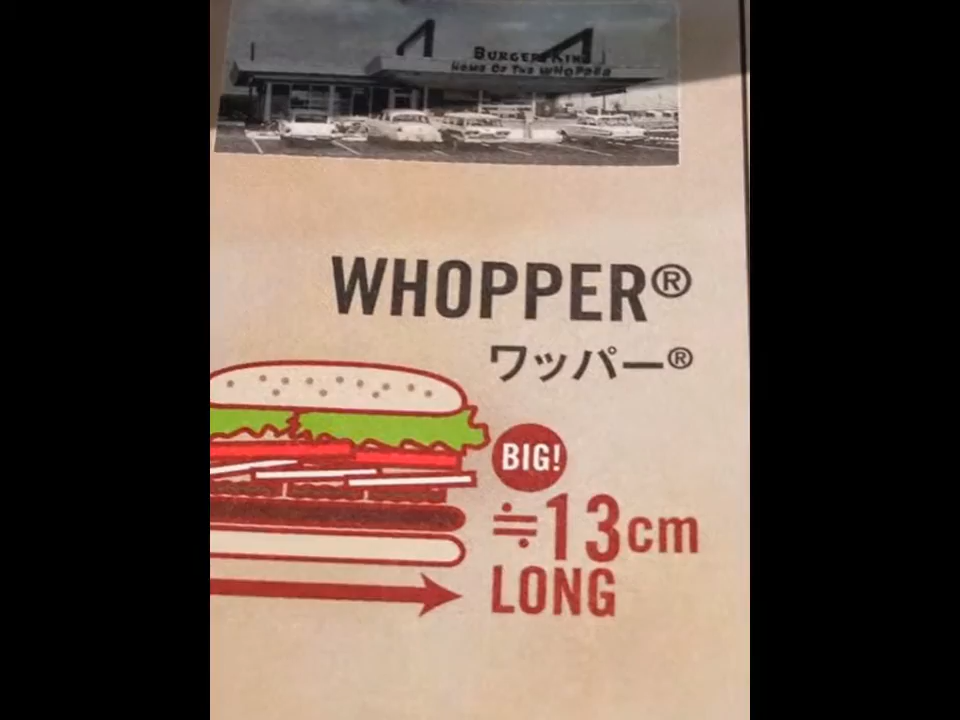 BURGER KING
HOME OF THE WHOPPER
WHOPPER®
ワッパー®
BIG!
≒13cm
LONG